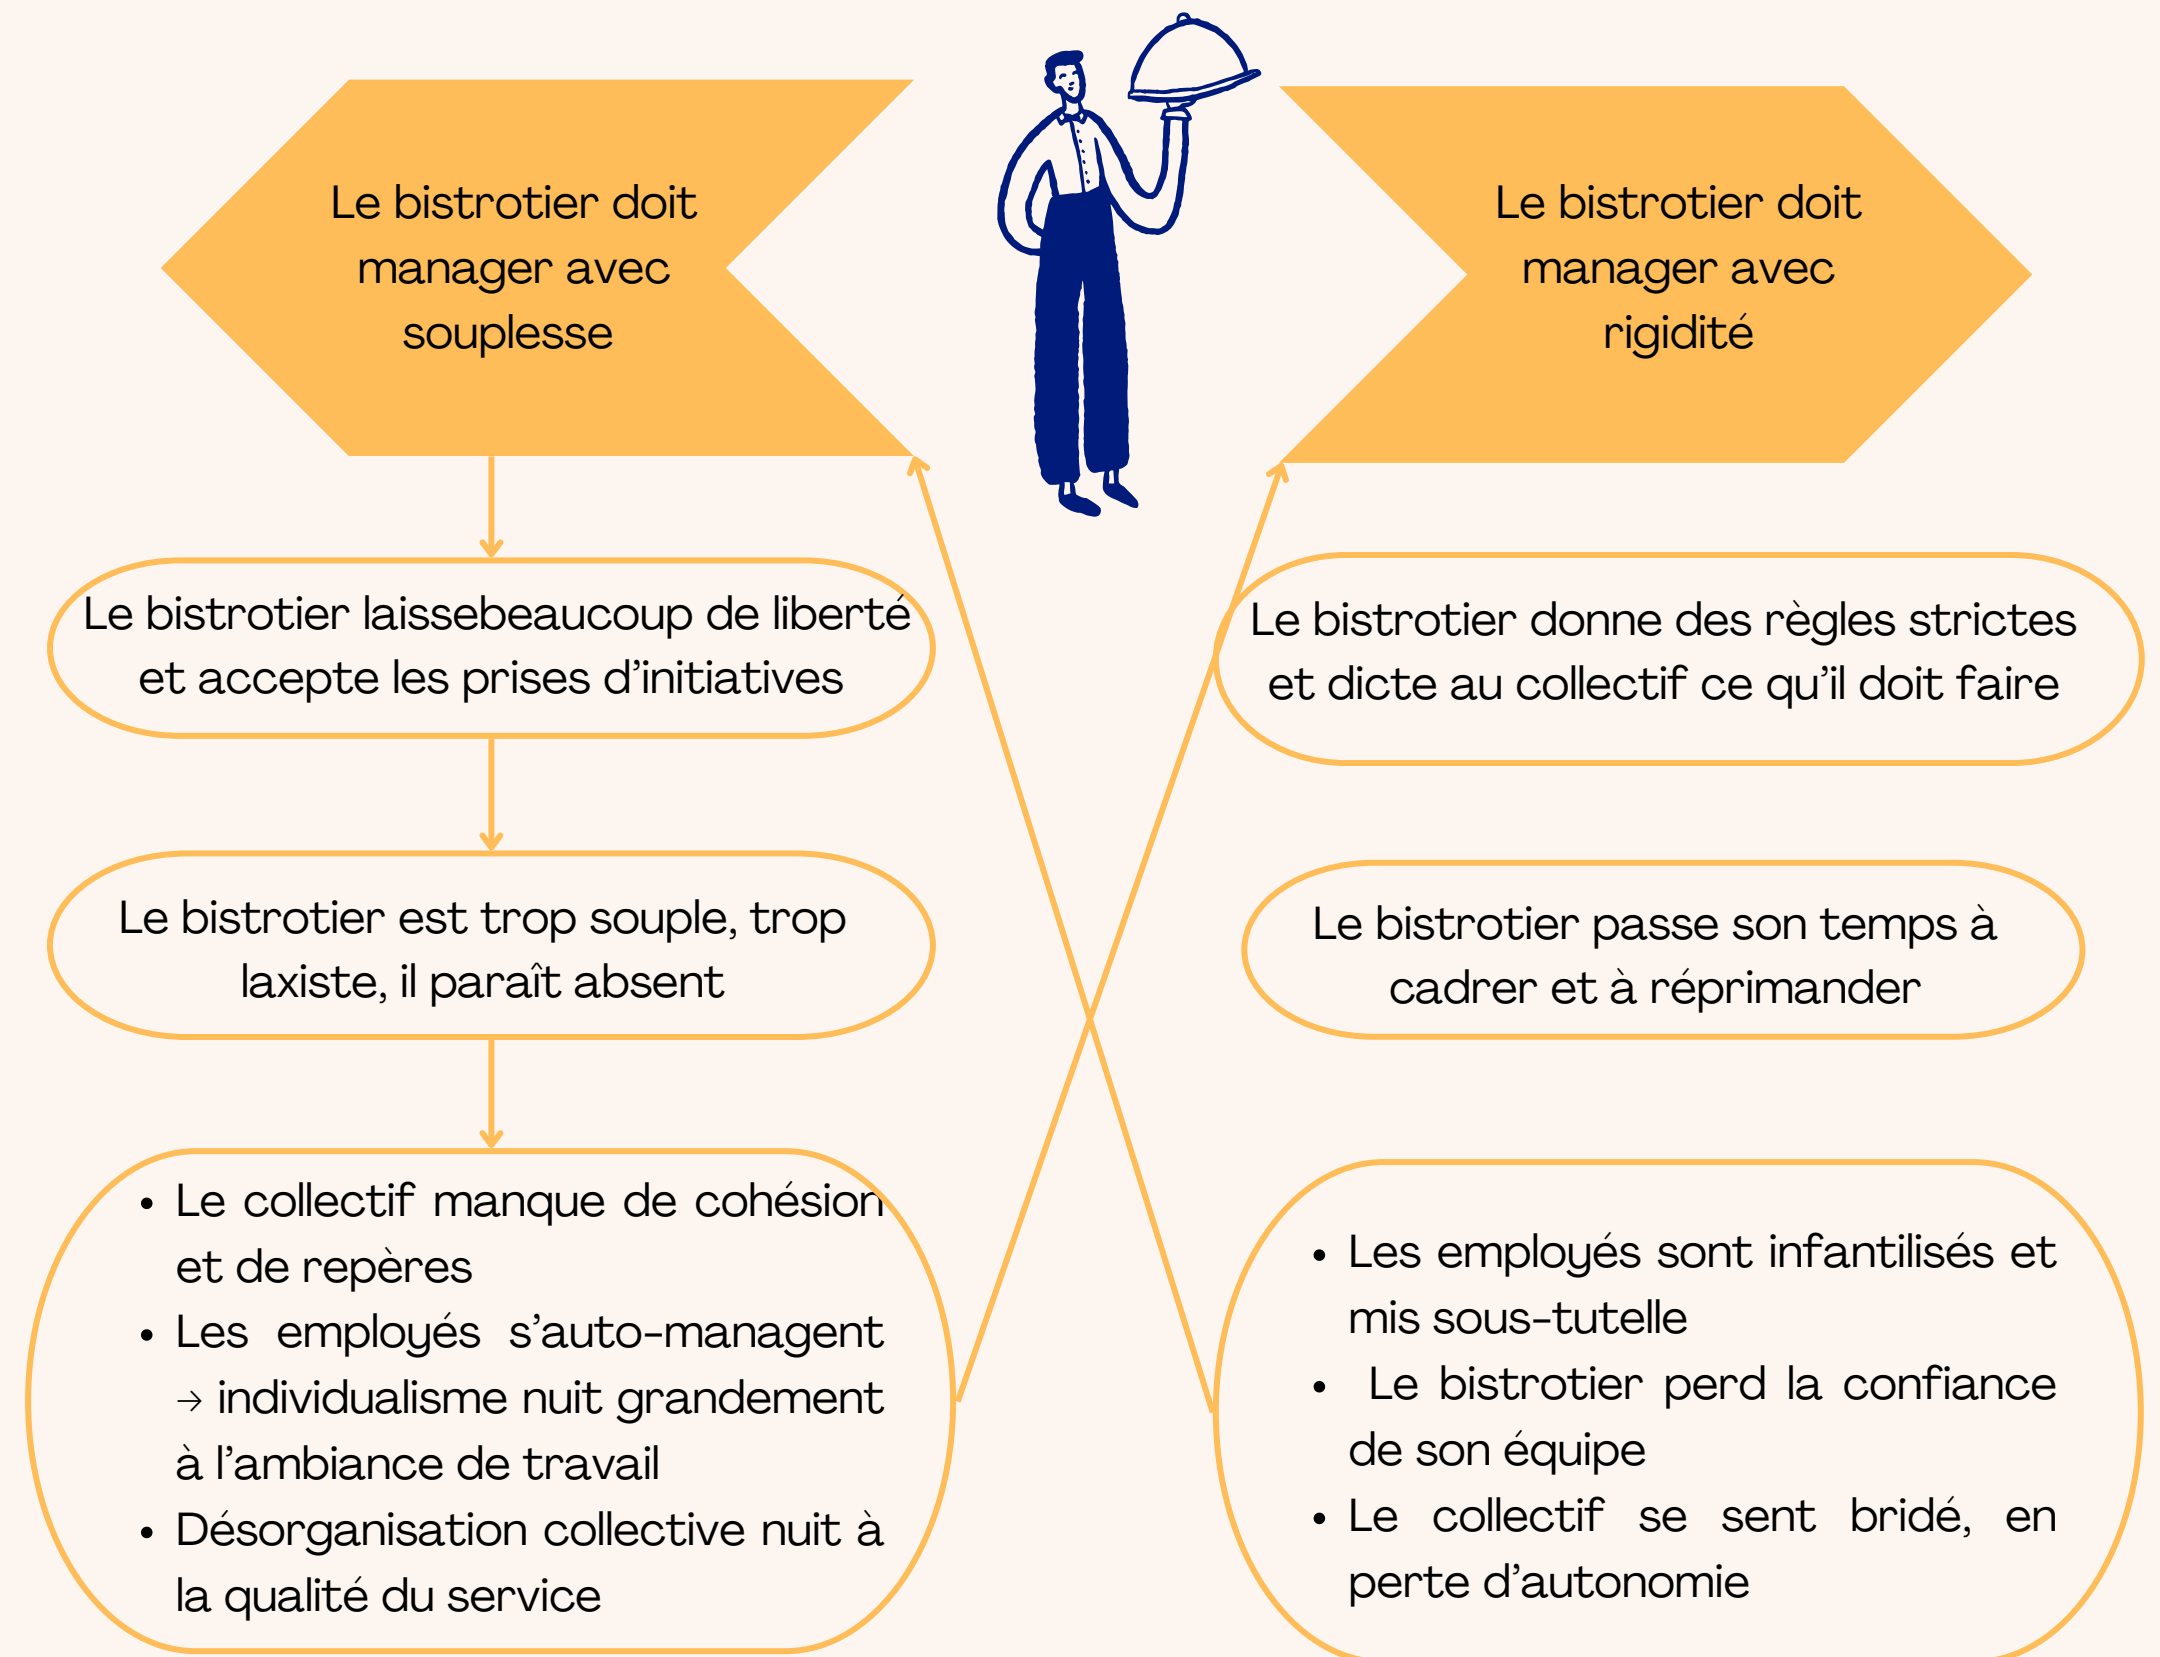 Le bistrotier doit
manager avec
souplesse
Le bistrotier laissebeaucoup de liberté
et accepte les prises d'initiatives
Le bistrotier est trop souple, trop
laxiste, il paraît absent
• Le collectif manque de cohésion
et de repères
• Les employés s'auto-managent
→ individualisme nuit grandement
à l'ambiance de travail
• Désorganisation collective nuit à
la qualité du service
Le bistrotier doit
manager avec
rigidité
Le bistrotier donne des règles strictes
et dicte au collectif ce qu'il doit faire
Le bistrotier passe son temps à
cadrer et à réprimander
• Les employés sont infantilisés et
mis sous-tutelle
• Le bistrotier perd la confiance
de son équipe
• Le collectif se sent bridé, en
perte d'autonomie